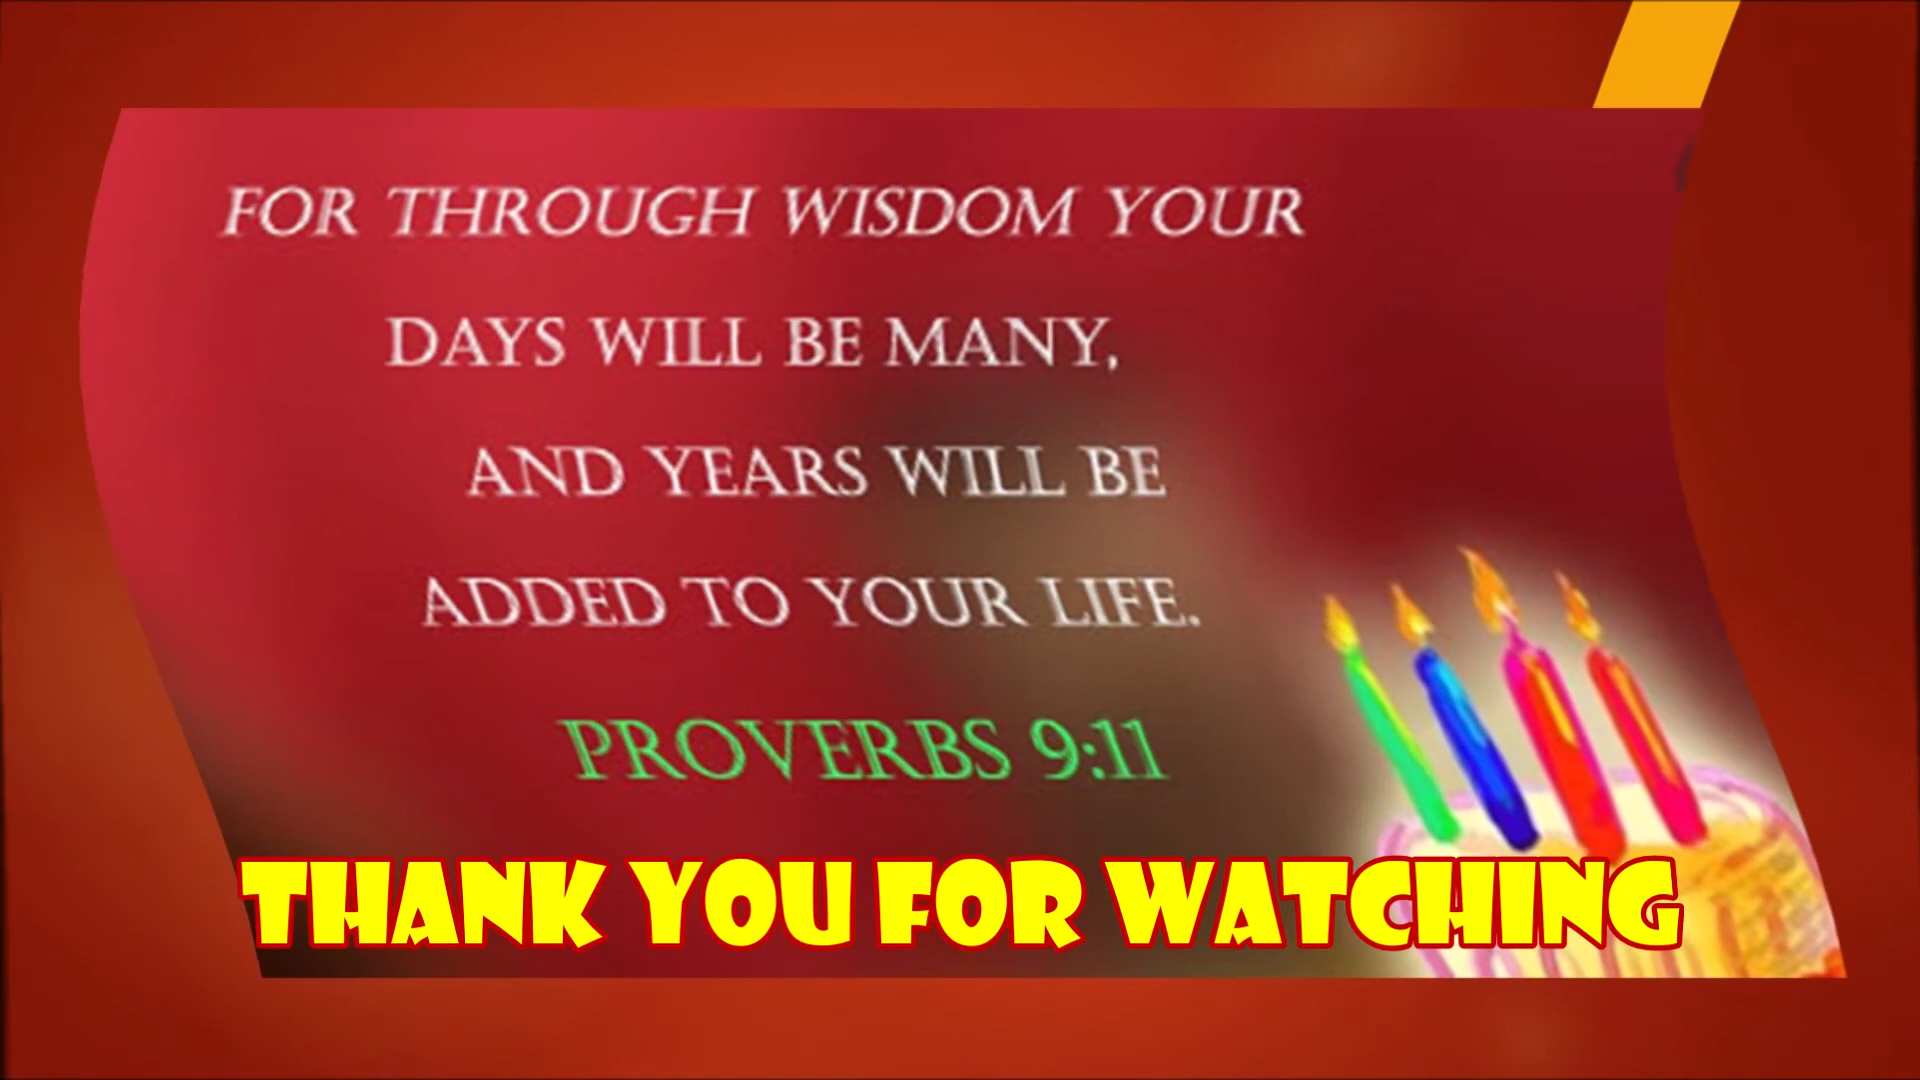 FOR THROUGH WISDOM YOUR
DAYS WILL BE MANY,
AND YEARS WILL BE
ADDED TO YOUR LIFE.
PROVERBS 9:11
THANK YOU FOR WATCHING